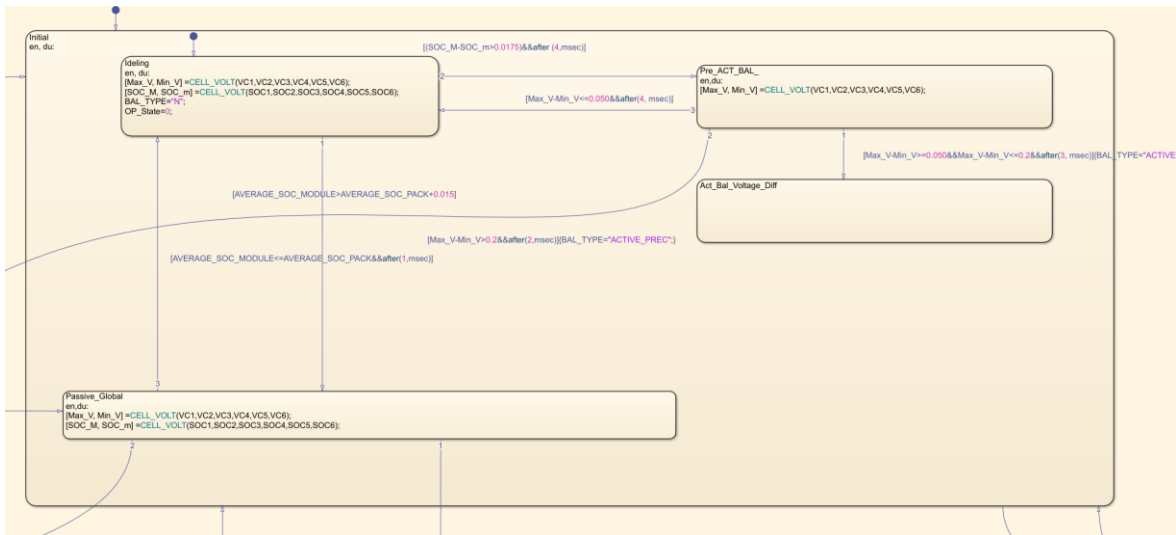 Initial
en, du:
Ideling
en, du:
[Max_V, Min_V] =CELL_VOLT(VC1,VC2,VC3,VC4,VC5,VC6);
[SOC_M, SOC_m] =CELL_VOLT(SOC1,SOC2,SOC3,SOC4,SOC5,SOC6);
BAL_TYPE="N";
OP_State=0;
[(SOC_M-SOC_m>0.0175)&&after (4,msec)]
2
[Max_V-Min_V<=0.050&&after(4, msec)]
3
Pre_ACT_BAL_
en,du:
[Max_V, Min_V] =CELL_VOLT(VC1,VC2,VC3,VC4,VC5,VC6);
1
2
1
[Max_V-Min_V>=0.050&&Max_V-Min_V<=0.2&&after(3, msec)]{BAL_TYPE="ACTIVE
Act_Bal_Voltage_Diff
[AVERAGE_SOC_MODULE>AVERAGE_SOC_PACK+0.015]
[Max_V-Min_V>0.2&&after(2,msec)]{BAL_TYPE="ACTIVE_PREC";}
[AVERAGE_SOC_MODULE<=AVERAGE_SOC_PACK&&after(1,msec)]
3
Passive_Global
en,du:
[Max_V, Min_V] =CELL_VOLT(VC1,VC2,VC3,VC4,VC5,VC6);
[SOC_M, SOC_m] =CELL_VOLT(SOC1,SOC2,SOC3,SOC4,SOC5,SOC6);
2
1